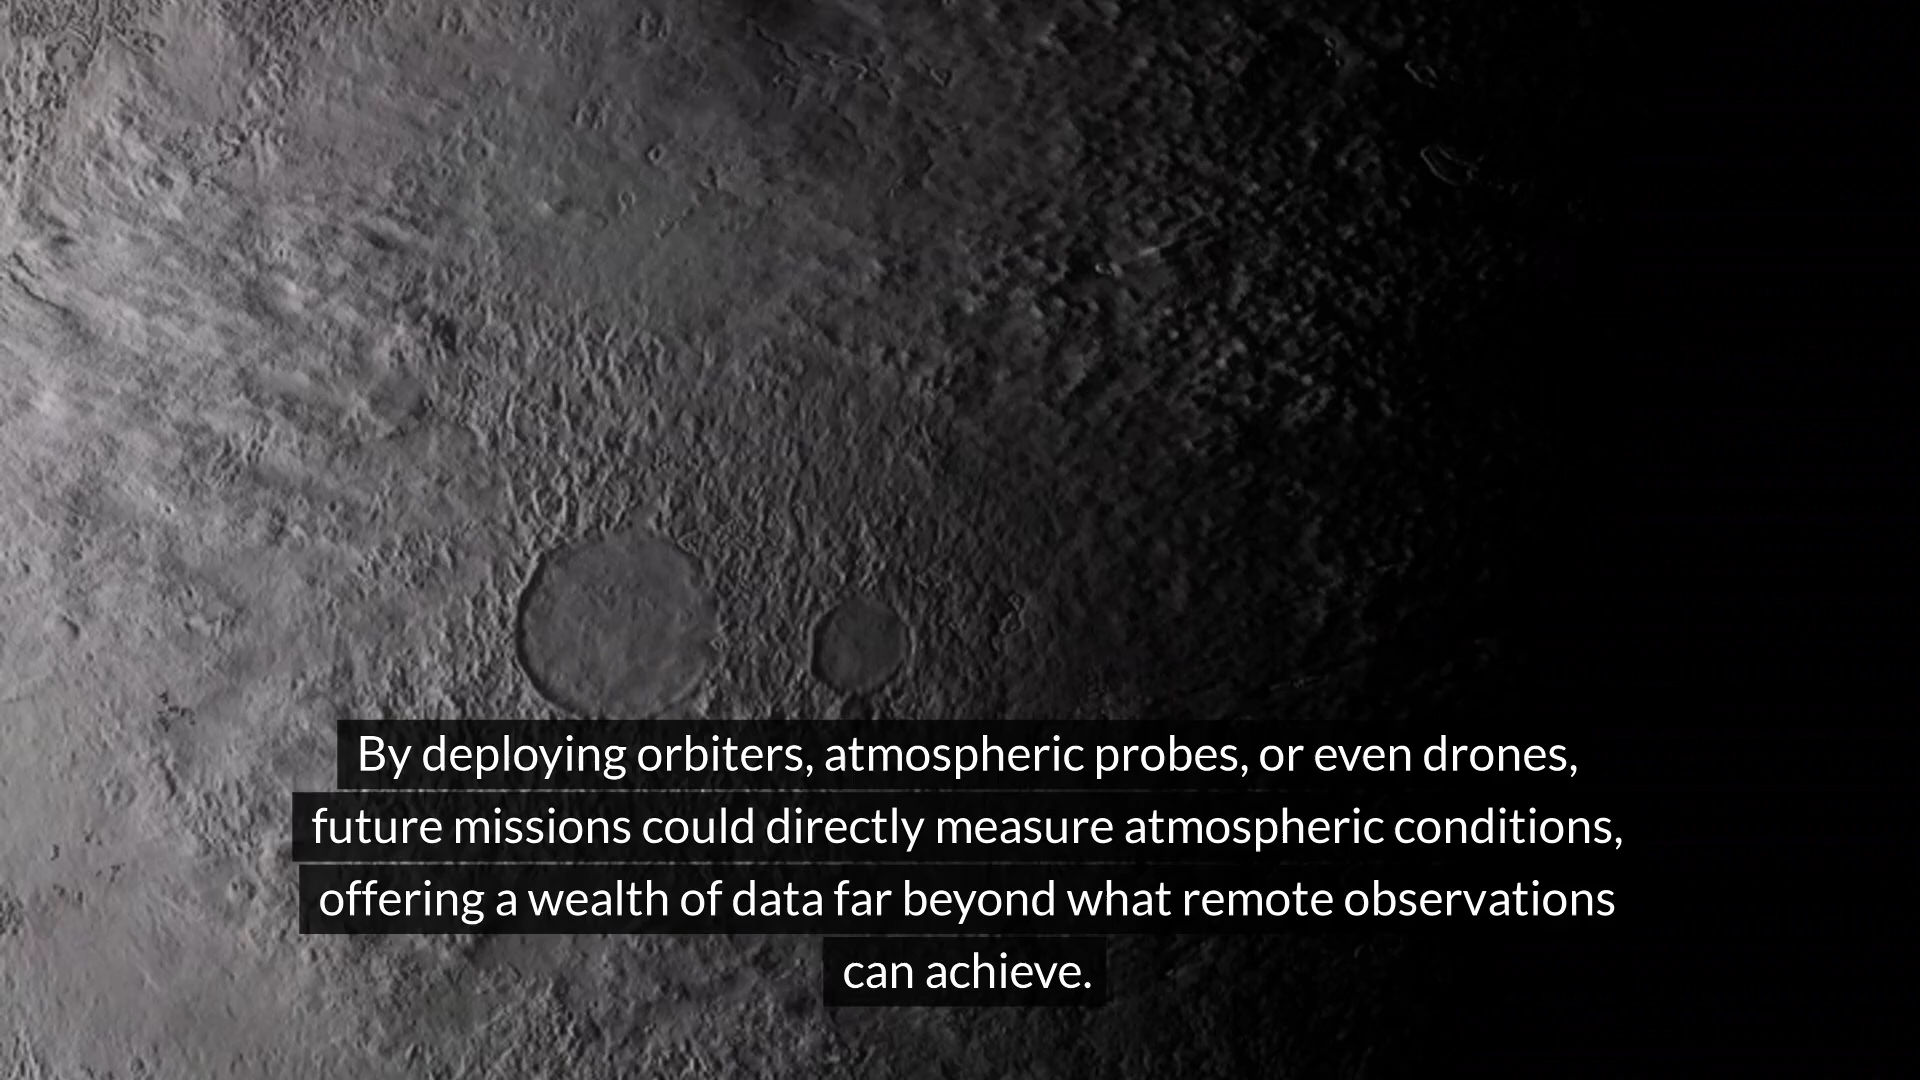 By deploying orbiters, atmospheric probes, or even drones,
future missions could directly measure atmospheric conditions,
offering a wealth of data far beyond what remote observations
can achieve.